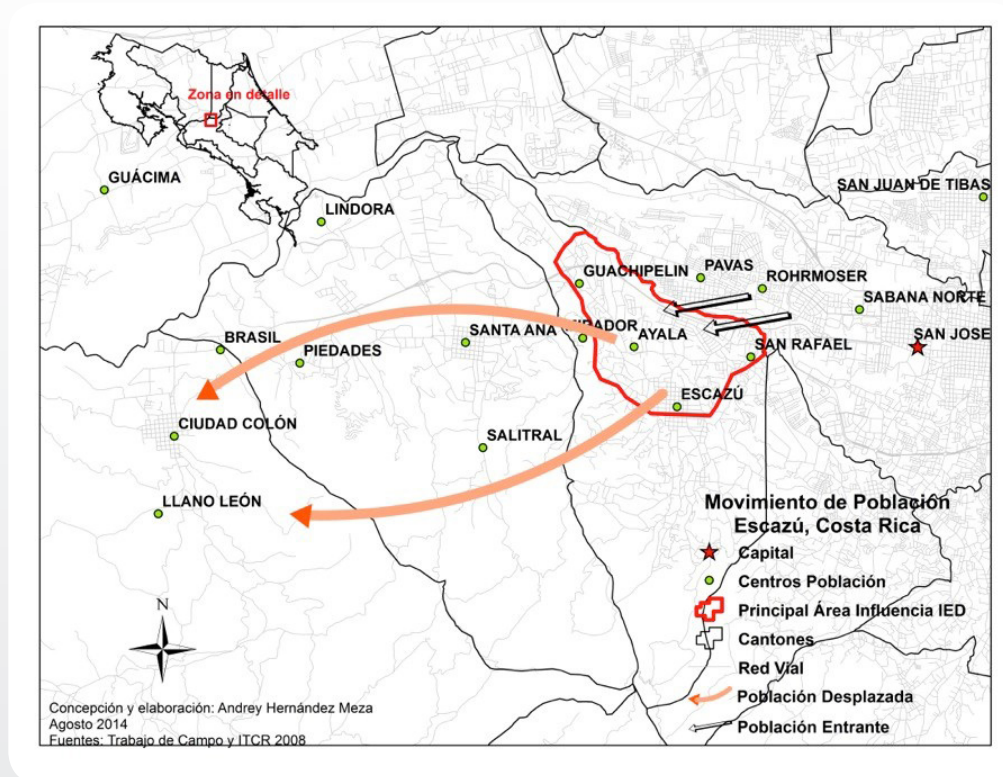 Zona en detalle
GUÁCIMA
SAN JUAN DE TIBAS
LINDORA
GUACHIPELIN
PAVAS
ROHRMOSER
SABANA NORTE
BRASIL
PIEDADES
SANTA ANA
MIRADOR
AYALA
SAN RAFAEL
SAN JOSE
ESCAZÚ
CIUDAD COLÓN
SALITRAL
LLANO LEÓN
Movimiento de Población
Escazú, Costa Rica
Capital
Centros Población
Principal Área Influencia IED
Cantones
Red Vial
Población Desplazada
Población Entrante
N
Concepción y elaboración: Andrey Hernández Meza
Agosto 2014
Fuentes: Trabajo de Campo y ITCR 2008